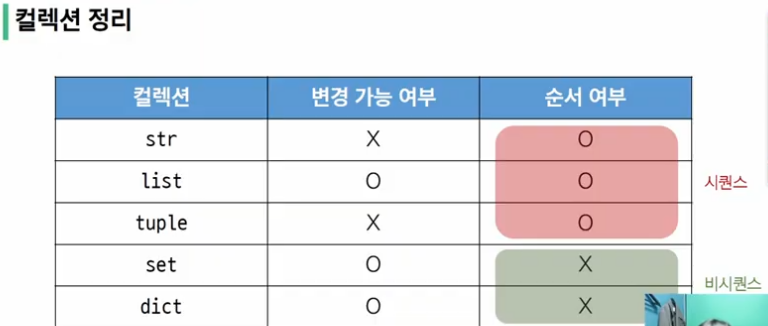 컬렉션 정리
컬렉션 변경 가능 여부 순서 여부
str X O
list O O
tuple X O
set O X
dict O X
시퀀스
비시퀀스